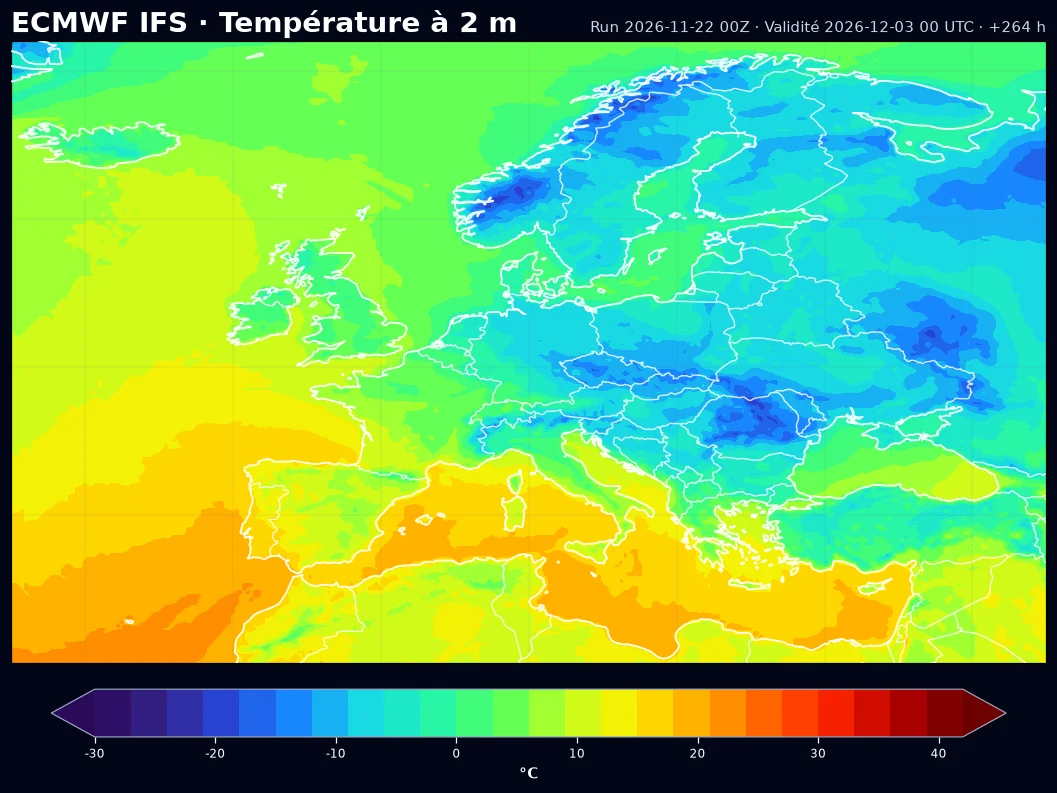 ECMWF IFS · Température à 2 m
Run 2026-11-22 00Z · Validité 2026-12-03 00 UTC · +264 h
-30 -20 -10 0 10 20 30 40
°C